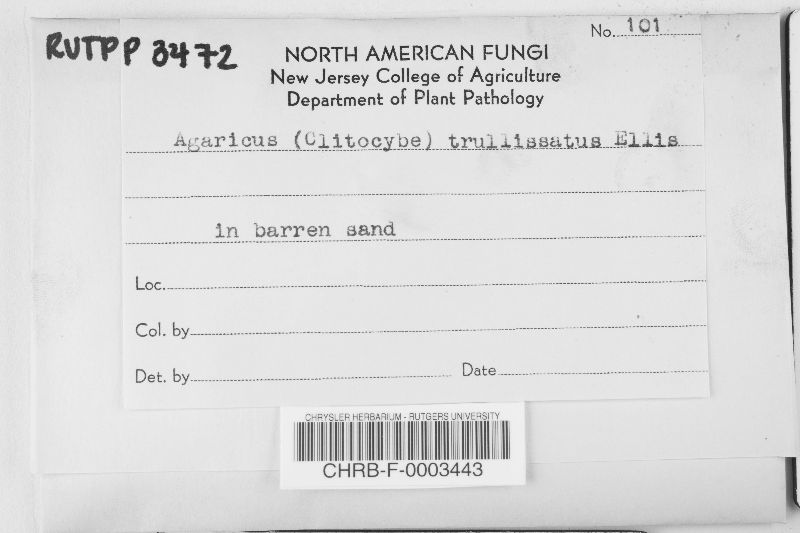 RUTPP 3472
No. 101
NORTH AMERICAN FUNGI
New Jersey College of Agriculture
Department of Plant Pathology
Agaricus (Clitocybe) trullissatus Ellis
in barren sand
Loc.
Col. by
Det. by Date
CHRYSLER HERBARIUM - RUTGERS UNIVERSITY
CHRB-F-0003443